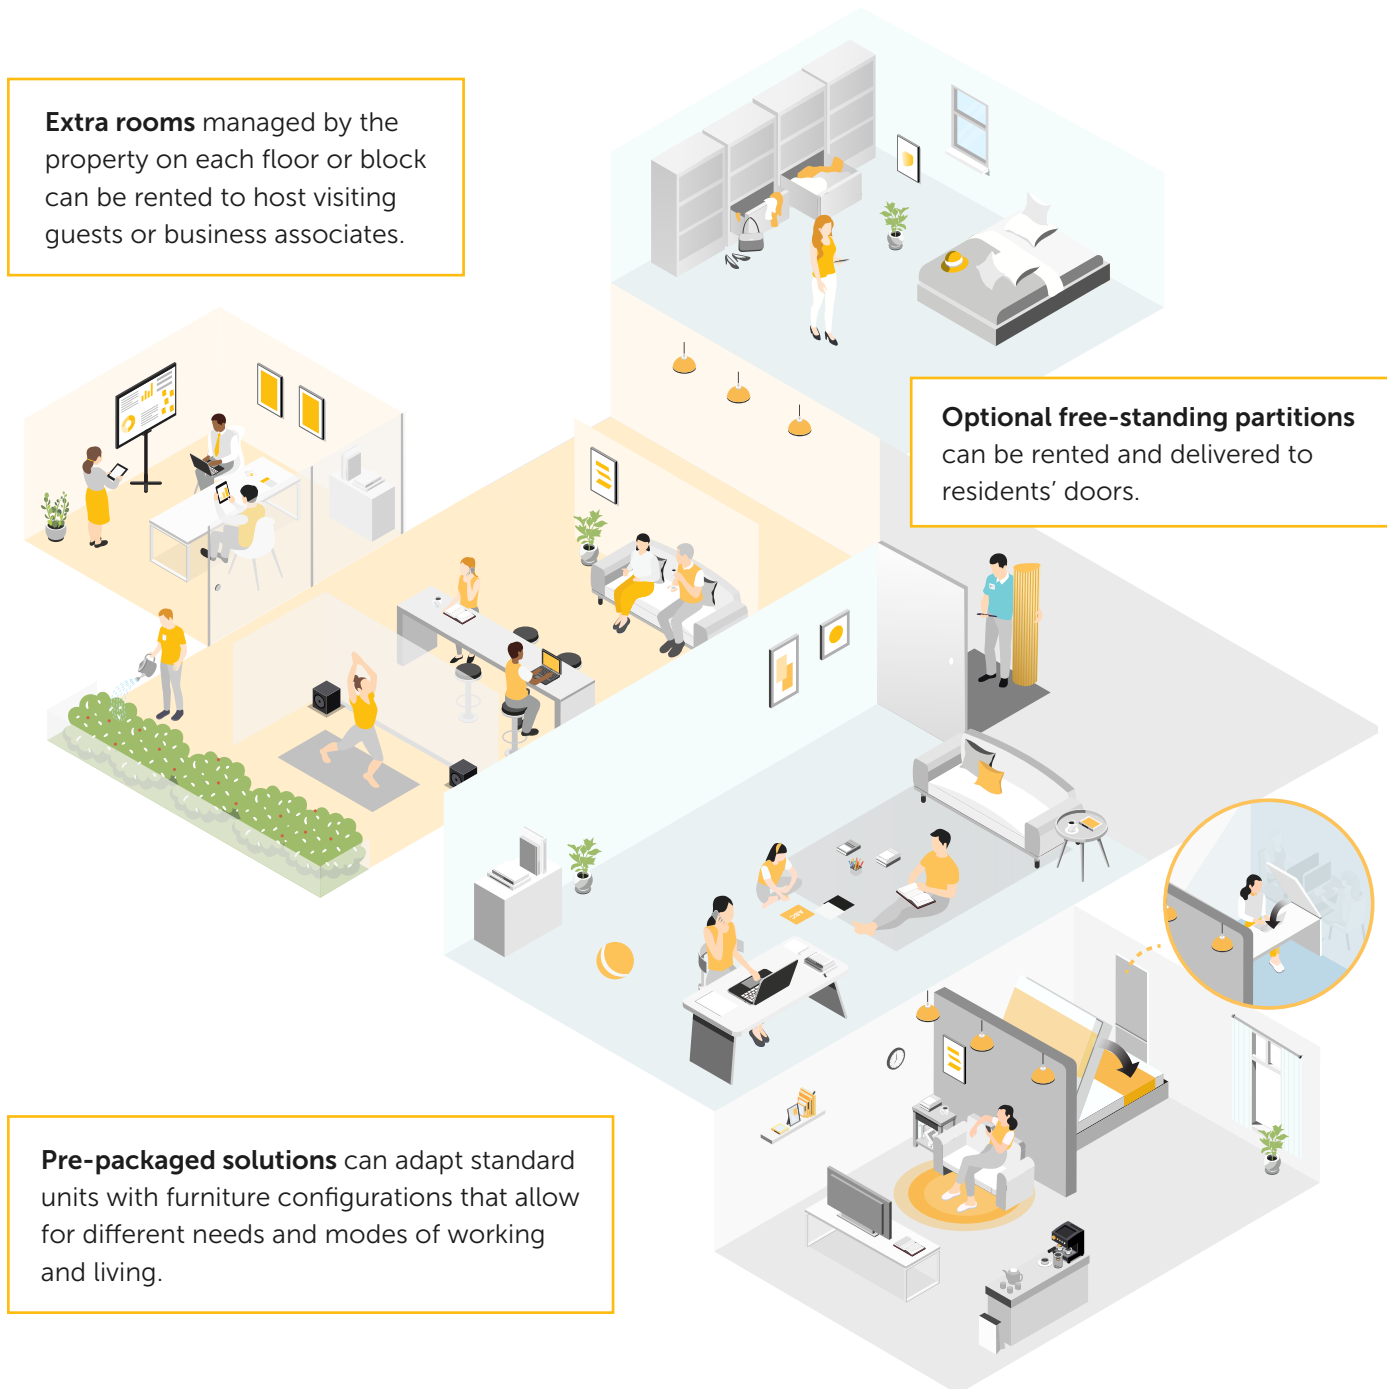 Extra rooms managed by the
property on each floor or block
can be rented to host visiting
guests or business associates.
Optional free-standing partitions
can be rented and delivered to
residents’ doors.
Pre-packaged solutions can adapt standard
units with furniture configurations that allow
for different needs and modes of working
and living.